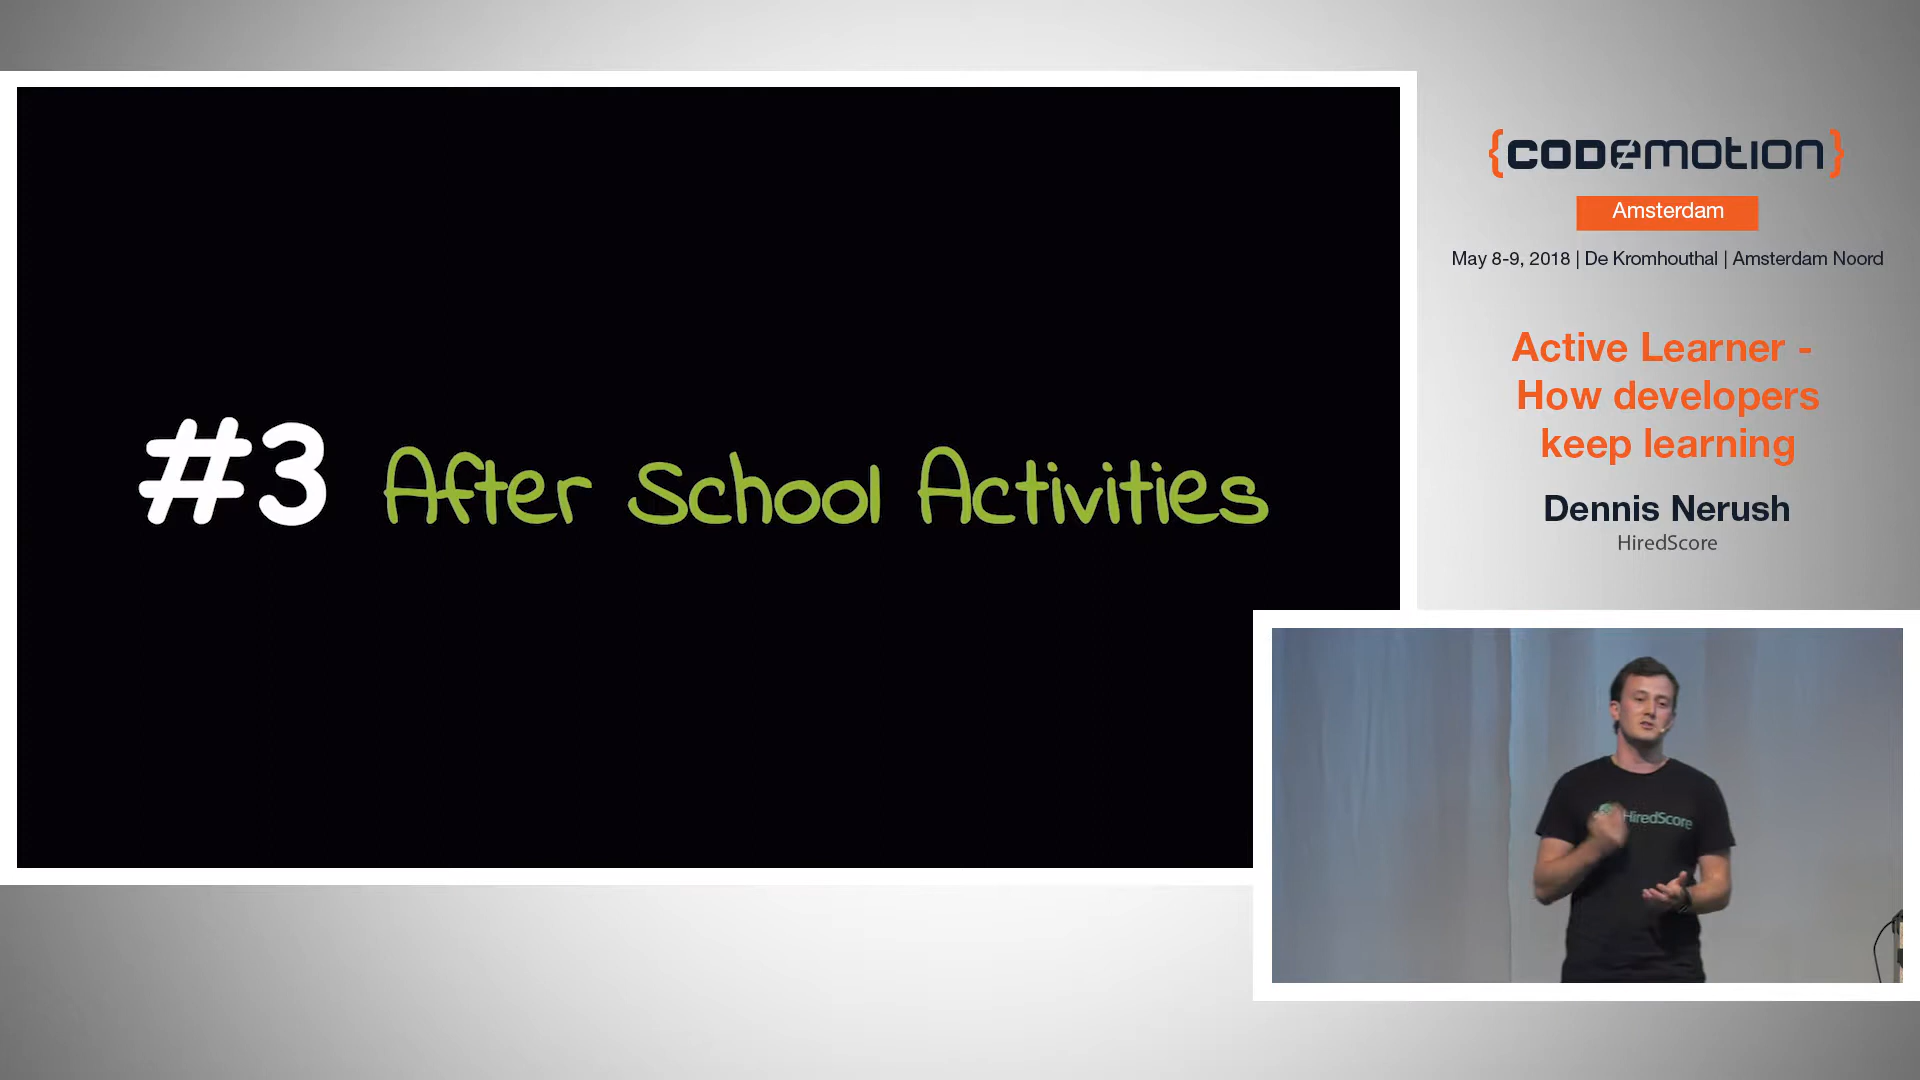 #3 After School Activities
{CODEMOTION}
Amsterdam
May 8-9, 2018 | De Kromhouthal | Amsterdam Noord
Active Learner -
How developers
keep learning
Dennis Nerush
HiredScore
HiredScore